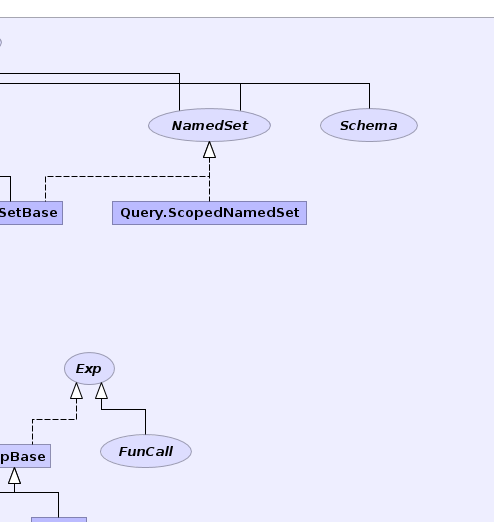 NamedSet
Schema
SetBase
Query.ScopedNamedSet
Exp
pBase
FunCall